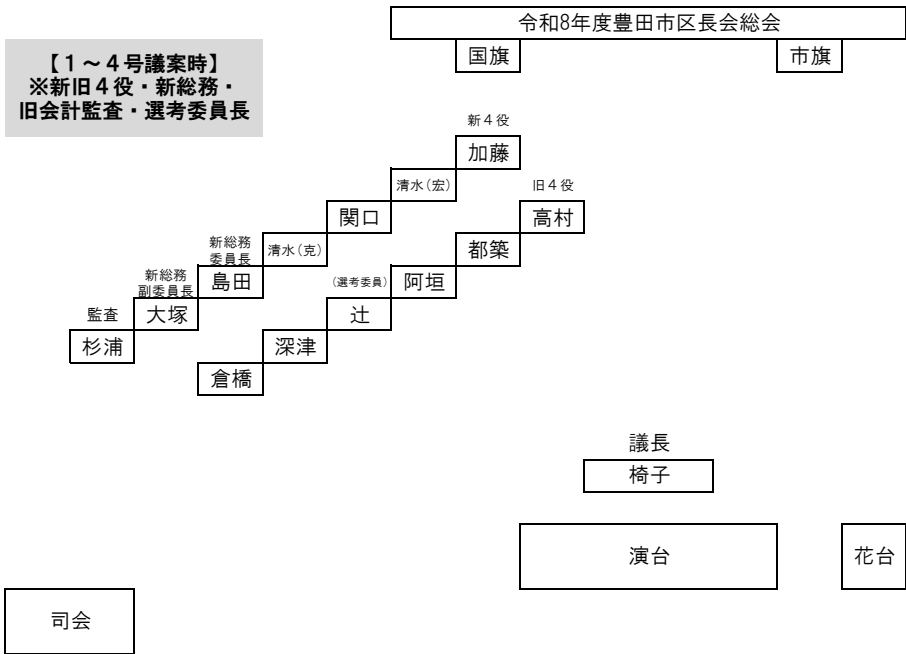 令和8年度豊田市区長会総会
国旗
市旗
【1～4号議案時】
※新旧4役・新総務・
旧会計監査・選考委員長
新4役
加藤
清水(宏)
旧4役
関口
高村
新総務
委員長
清水(克)
都築
新総務
副委員長
島田
(選考委員)
阿垣
監査
大塚
辻
杉浦
深津
倉橋
議長
椅子
演台
花台
司会